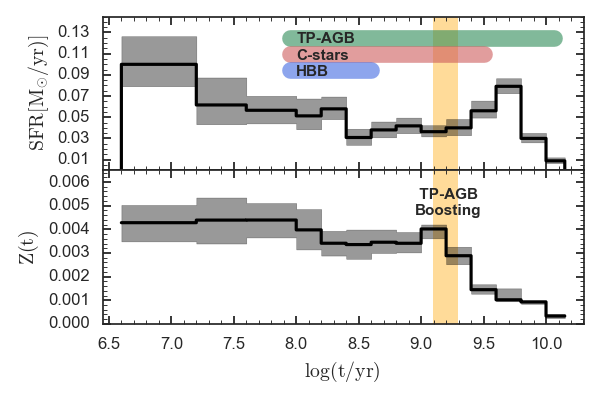 SFR[M⊙/yr)]
0.13
0.11
0.09
0.07
0.05
0.03
0.01
TP-AGB
C-stars
HBB
Z(t)
0.006
0.005
0.004
0.003
0.002
0.001
0.000
TP-AGB
Boosting
6.5 7.0 7.5 8.0 8.5 9.0 9.5 10.0
log(t/yr)